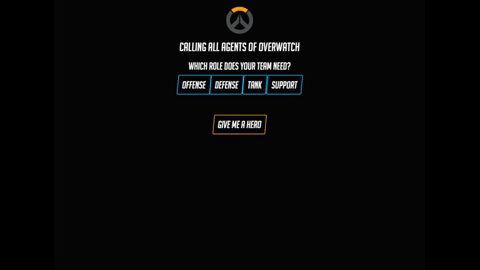 CALLING ALL AGENTS OF OVERWATCH
WHICH ROLE DOES YOUR TEAM NEED?
OFFENSE DEFENSE TANK SUPPORT
GIVE ME A HERO